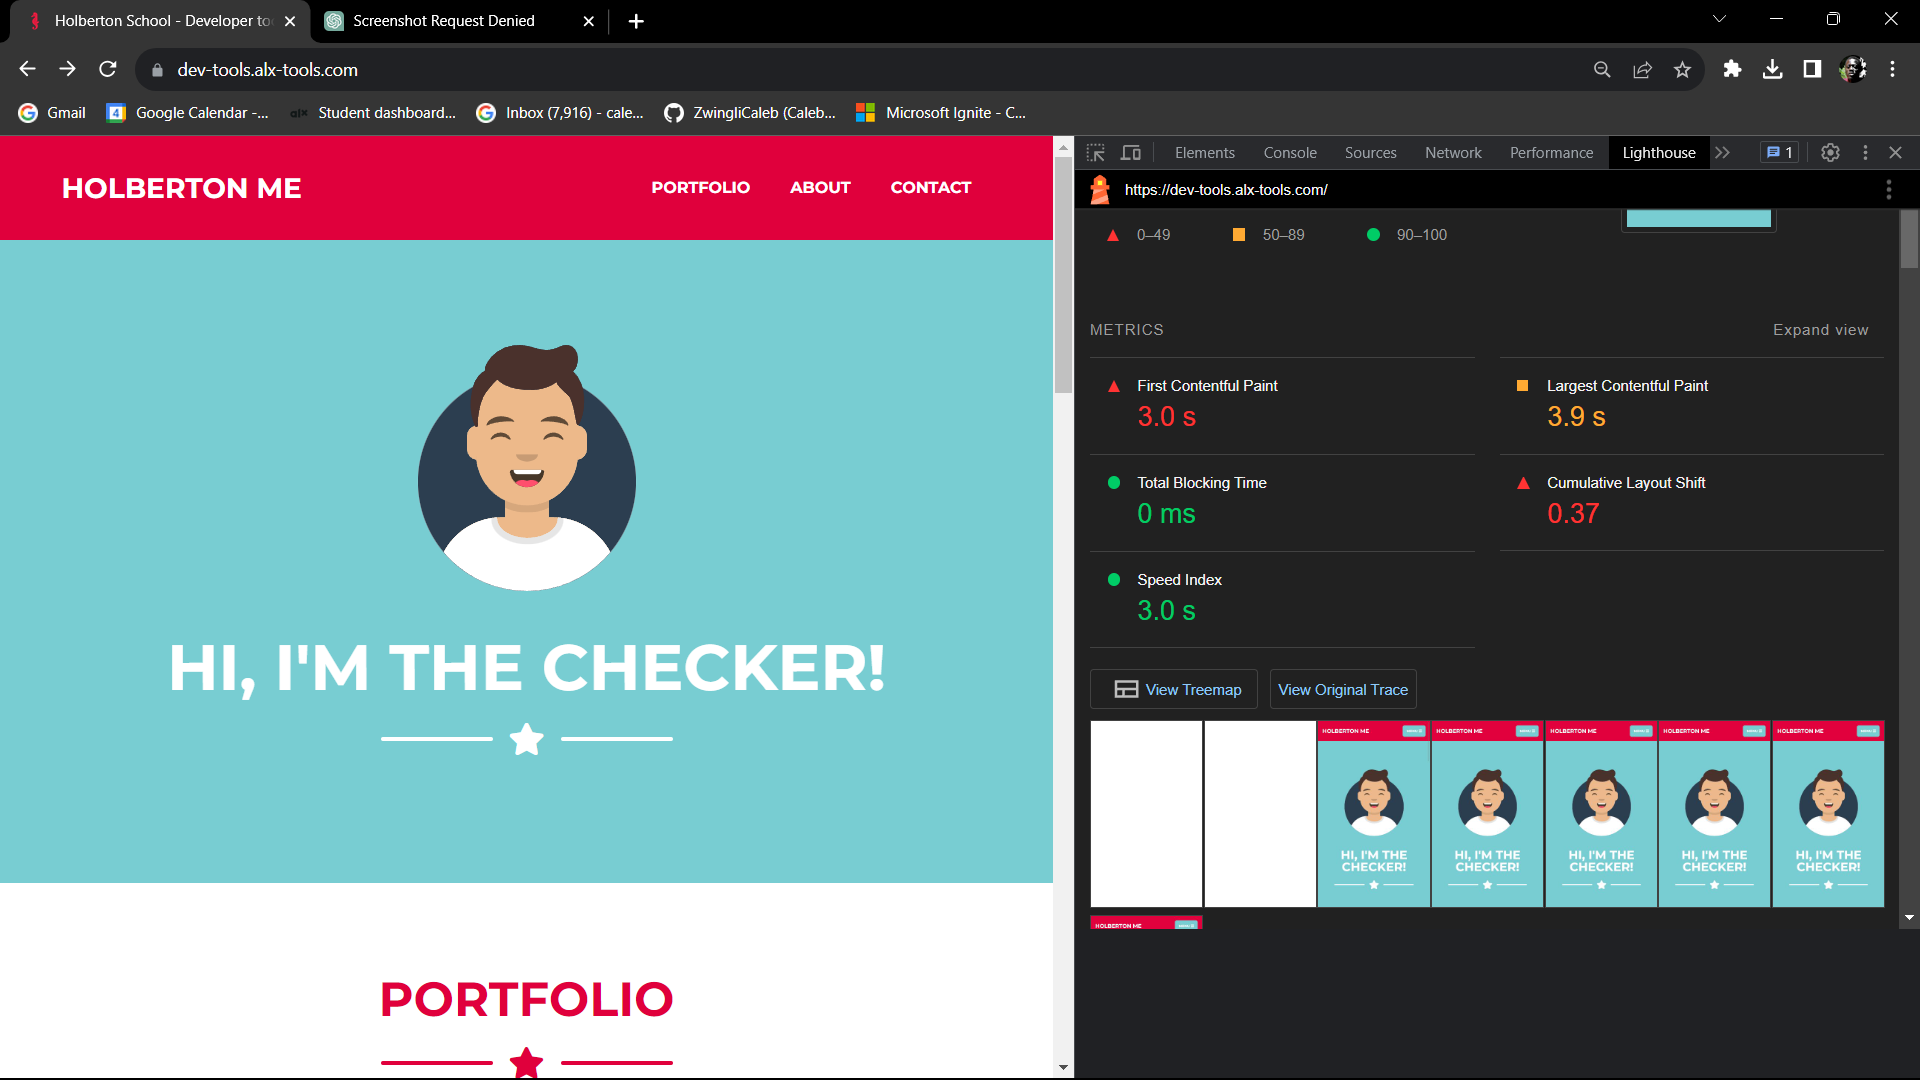 Holberton School - Developer to
Screenshot Request Denied
dev-tools.alx-tools.com
Gmail
Google Calendar -...
Student dashboard...
Inbox (7,916) - cale...
ZwingliCaleb (Caleb...
Microsoft Ignite - C...
HOLBERTON ME
PORTFOLIO
ABOUT
CONTACT
HI, I'M THE CHECKER!
PORTFOLIO
Elements
Console
Sources
Network
Performance
Lighthouse
1
https://dev-tools.alx-tools.com/
0–49
50–89
90–100
METRICS
Expand view
First Contentful Paint
3.0 s
Largest Contentful Paint
3.9 s
Total Blocking Time
0 ms
Cumulative Layout Shift
0.37
Speed Index
3.0 s
View Treemap
View Original Trace
HOLBERTON ME
HI, I'M THE
CHECKER!
HOLBERTON ME
HI, I'M THE
CHECKER!
HOLBERTON ME
HI, I'M THE
CHECKER!
HOLBERTON ME
HI, I'M THE
CHECKER!
HOLBERTON ME
HI, I'M THE
CHECKER!
HOLBERTON ME